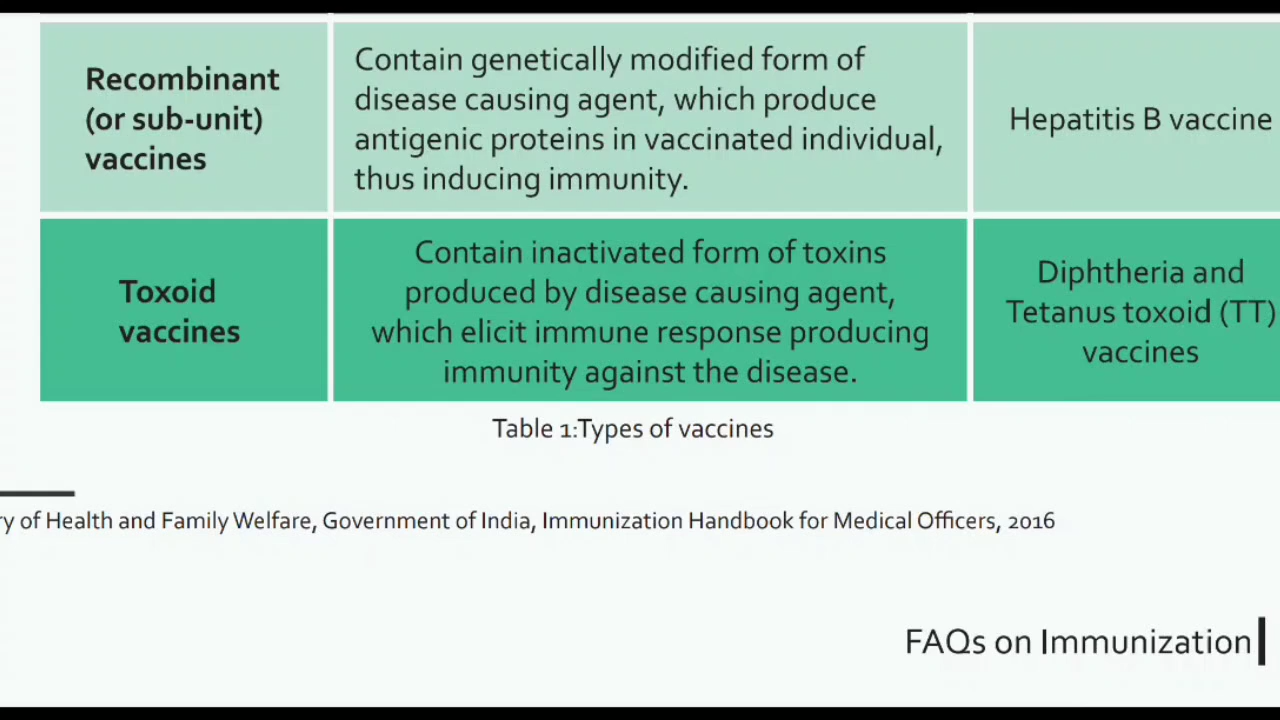 Recombinant
(or sub-unit)
vaccines
Contain genetically modified form of
disease causing agent, which produce
antigenic proteins in vaccinated individual,
thus inducing immunity.
Hepatitis B vaccine
Toxoid
vaccines
Contain inactivated form of toxins
produced by disease causing agent,
which elicit immune response producing
immunity against the disease.
Diphtheria and
Tetanus toxoid (TT)
vaccines
Table 1:Types of vaccines
of Health and Family Welfare, Government of India, Immunization Handbook for Medical Officers, 2016
FAQs on Immunization